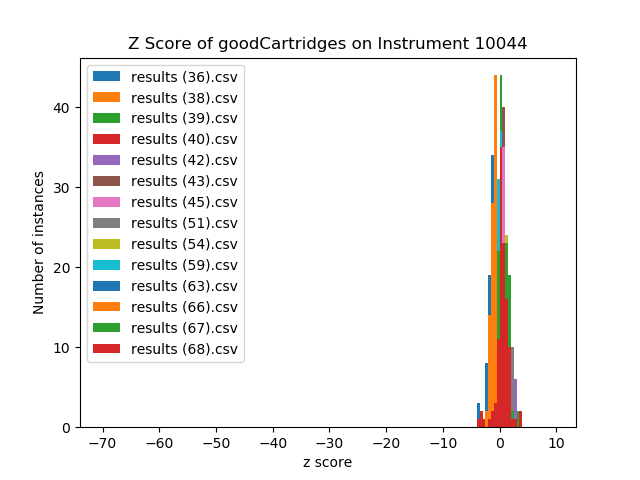 Z Score of goodCartridges on Instrument 10044
results (36).csv
results (38).csv
results (39).csv
results (40).csv
results (42).csv
results (43).csv
results (45).csv
results (51).csv
results (54).csv
results (59).csv
results (63).csv
results (66).csv
results (67).csv
results (68).csv
Number of instances
40
30
20
10
0
−70 −60 −50 −40 −30 −20 −10 0 10
z score